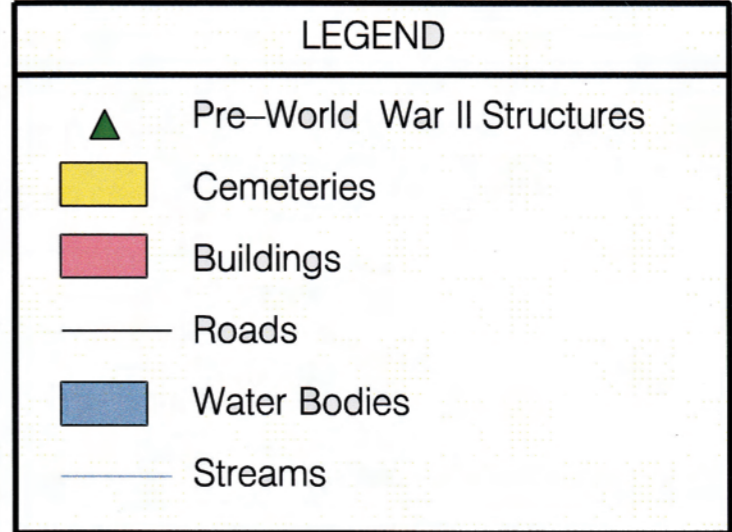 LEGEND
Pre–World War II Structures
Cemeteries
Buildings
Roads
Water Bodies
Streams